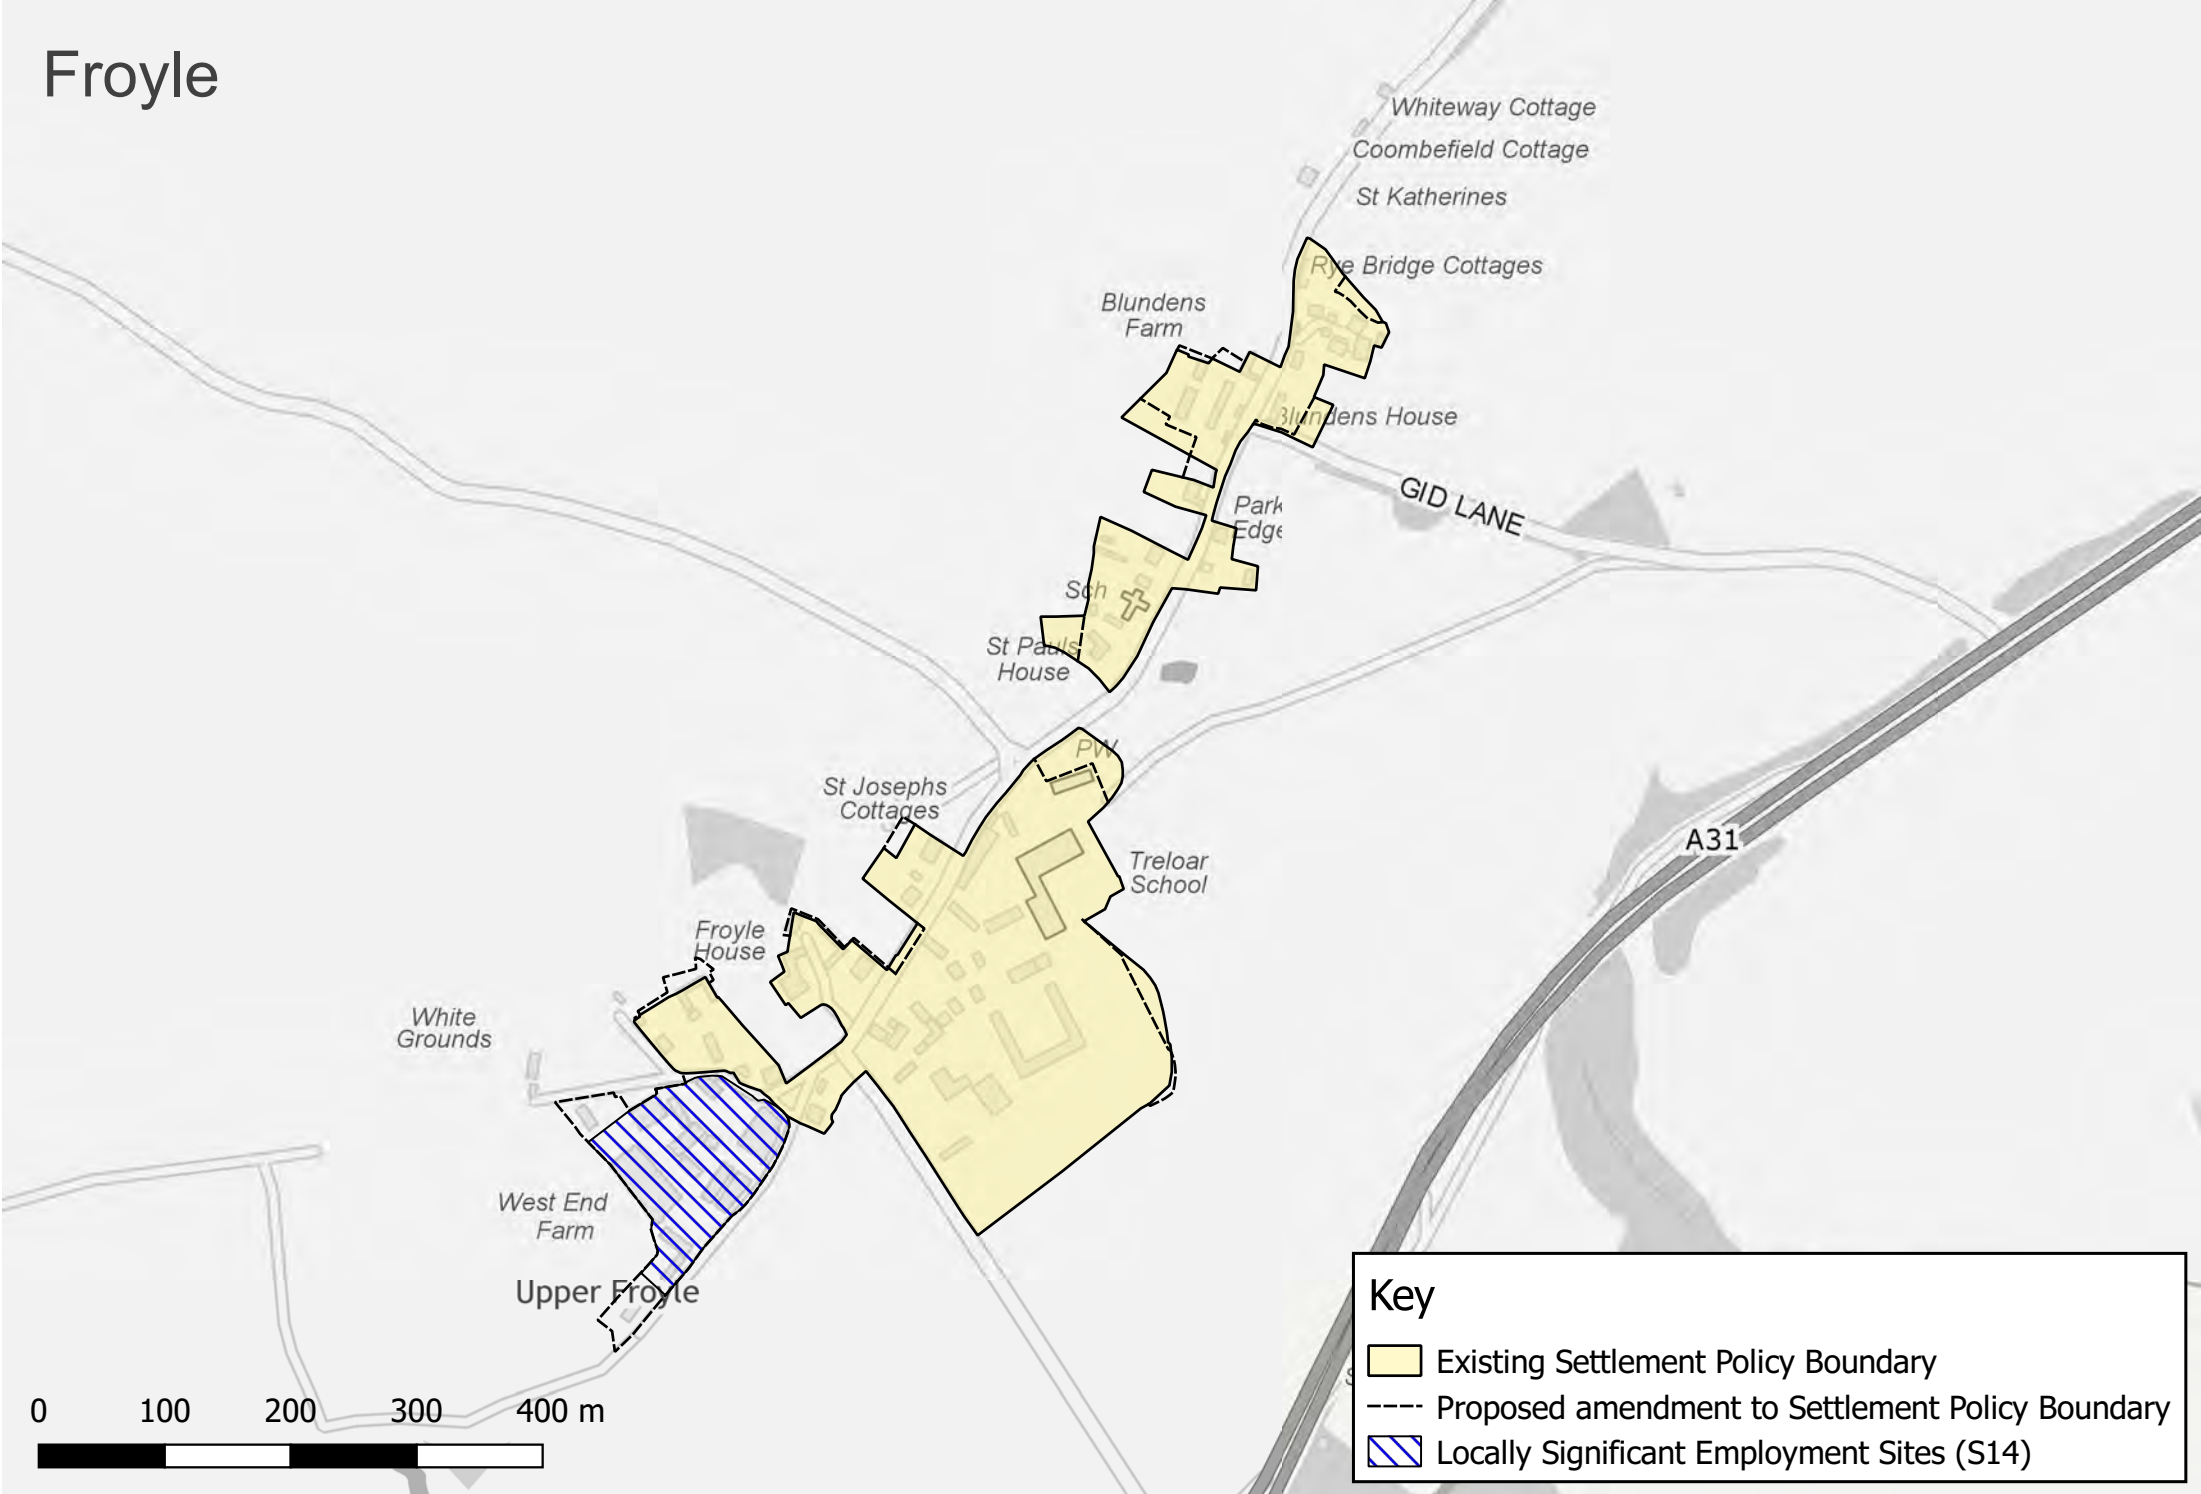 Froyle
Whiteway Cottage
Coombefield Cottage
St Katherines
Rye Bridge Cottages
Blundens
Farm
Blundens House
GID LANE
Park
Edge
Sch
St Pauls
House
PW
St Josephs
Cottages
A31
Treloar
School
Froyle
House
White
Grounds
West End
Farm
Upper Froyle
Key
Existing Settlement Policy Boundary
Proposed amendment to Settlement Policy Boundary
Locally Significant Employment Sites (S14)
0 100 200 300 400 m